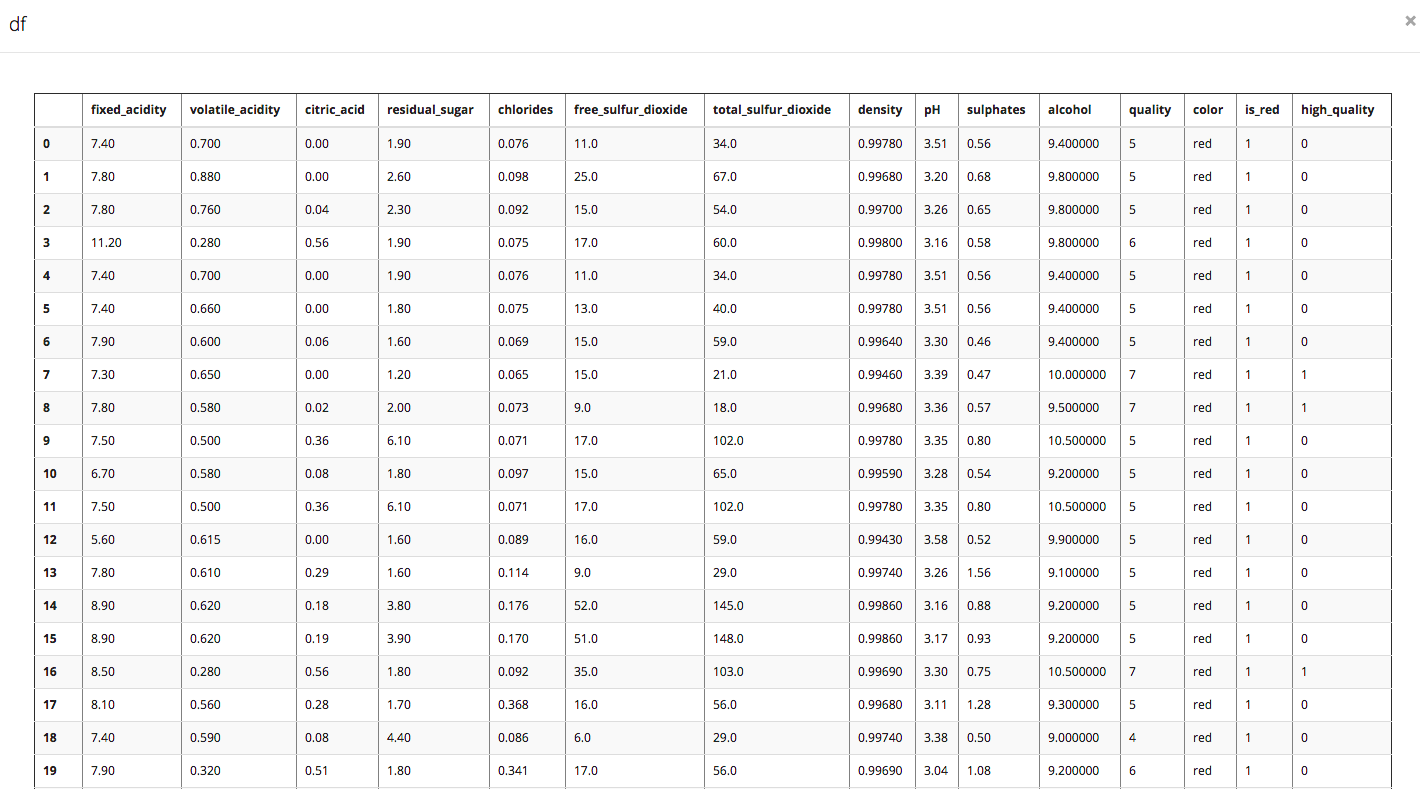 df ×
fixed_acidity volatile_acidity citric_acid residual_sugar chlorides free_sulfur_dioxide total_sulfur_dioxide density pH sulphates alcohol quality color is_red high_quality
0 7.40 0.700 0.00 1.90 0.076 11.0 34.0 0.99780 3.51 0.56 9.400000 5 red 1 0
1 7.80 0.880 0.00 2.60 0.098 25.0 67.0 0.99680 3.20 0.68 9.800000 5 red 1 0
2 7.80 0.760 0.04 2.30 0.092 15.0 54.0 0.99700 3.26 0.65 9.800000 5 red 1 0
3 11.20 0.280 0.56 1.90 0.075 17.0 60.0 0.99800 3.16 0.58 9.800000 6 red 1 0
4 7.40 0.700 0.00 1.90 0.076 11.0 34.0 0.99780 3.51 0.56 9.400000 5 red 1 0
5 7.40 0.660 0.00 1.80 0.075 13.0 40.0 0.99780 3.51 0.56 9.400000 5 red 1 0
6 7.90 0.600 0.06 1.60 0.069 15.0 59.0 0.99640 3.30 0.46 9.400000 5 red 1 0
7 7.30 0.650 0.00 1.20 0.065 15.0 21.0 0.99460 3.39 0.47 10.000000 7 red 1 1
8 7.80 0.580 0.02 2.00 0.073 9.0 18.0 0.99680 3.36 0.57 9.500000 7 red 1 1
9 7.50 0.500 0.36 6.10 0.071 17.0 102.0 0.99780 3.35 0.80 10.500000 5 red 1 0
10 6.70 0.580 0.08 1.80 0.097 15.0 65.0 0.99590 3.28 0.54 9.200000 5 red 1 0
11 7.50 0.500 0.36 6.10 0.071 17.0 102.0 0.99780 3.35 0.80 10.500000 5 red 1 0
12 5.60 0.615 0.00 1.60 0.089 16.0 59.0 0.99430 3.58 0.52 9.900000 5 red 1 0
13 7.80 0.610 0.29 1.60 0.114 9.0 29.0 0.99740 3.26 1.56 9.100000 5 red 1 0
14 8.90 0.620 0.18 3.80 0.176 52.0 145.0 0.99860 3.16 0.88 9.200000 5 red 1 0
15 8.90 0.620 0.19 3.90 0.170 51.0 148.0 0.99860 3.17 0.93 9.200000 5 red 1 0
16 8.50 0.280 0.56 1.80 0.092 35.0 103.0 0.99690 3.30 0.75 10.500000 7 red 1 1
17 8.10 0.560 0.28 1.70 0.368 16.0 56.0 0.99680 3.11 1.28 9.300000 5 red 1 0
18 7.40 0.590 0.08 4.40 0.086 6.0 29.0 0.99740 3.38 0.50 9.000000 4 red 1 0
19 7.90 0.320 0.51 1.80 0.341 17.0 56.0 0.99690 3.04 1.08 9.200000 6 red 1 0